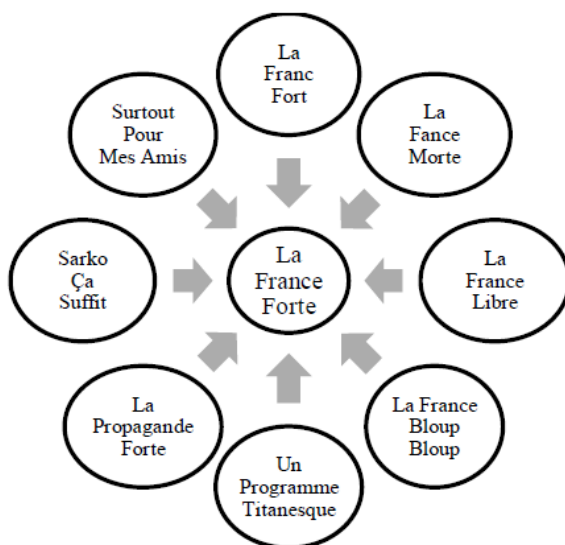 La
Franc
Fort
Surtout
Pour
Mes Amis
La
Fance
Morte
Sarko
Ça
Suffit
La
France
Forte
La
France
Libre
La
Propagande
Forte
Un
Programme
Titanesque
La France
Bloup
Bloup